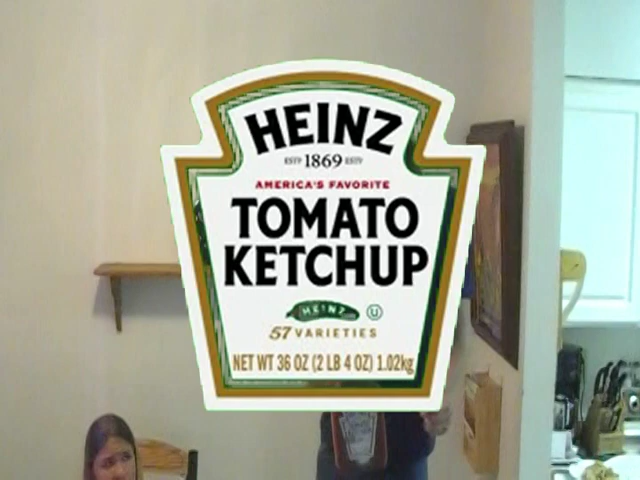 HEINZ
ESTD 1869 ESTD
AMERICA'S FAVORITE
TOMATO
KETCHUP
HEINZ U
57 VARIETIES
NET WT 36 OZ (2 LB 4 OZ) 1.02kg